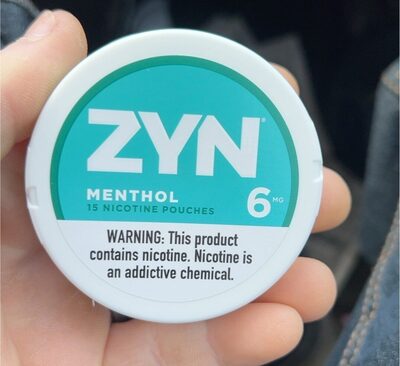 ZYN®
MENTHOL
15 NICOTINE POUCHES
6 MG
WARNING: This product
contains nicotine. Nicotine is
an addictive chemical.